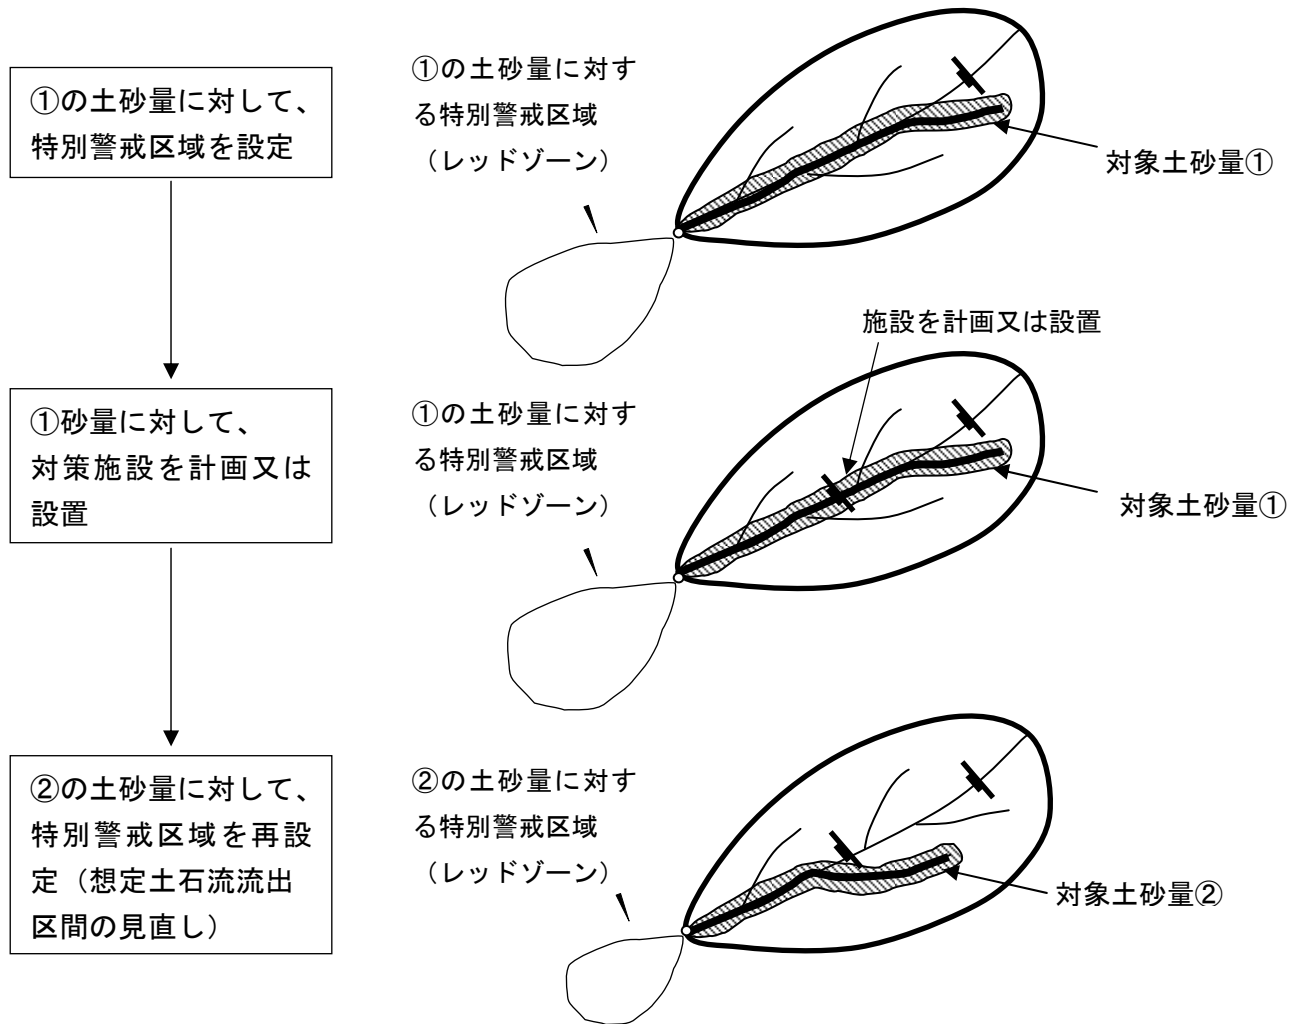 ①の土砂量に対して、
特別警戒区域を設定
①の土砂量に対す
る特別警戒区域
（レッドゾーン）
対象土砂量①
施設を計画又は設置
①砂量に対して、
対策施設を計画又は
設置
①の土砂量に対す
る特別警戒区域
（レッドゾーン）
対象土砂量①
②の土砂量に対して、
特別警戒区域を再設
定（想定土石流流出
区間の見直し）
②の土砂量に対す
る特別警戒区域
（レッドゾーン）
対象土砂量②